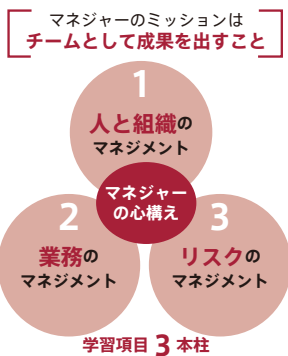 マネジャーのミッションは
チームとして成果を出すこと
1
人と組織の
マネジメント
マネジャー
の心構え
2
業務の
マネジメント
3
リスクの
マネジメント
学習項目 3 本柱